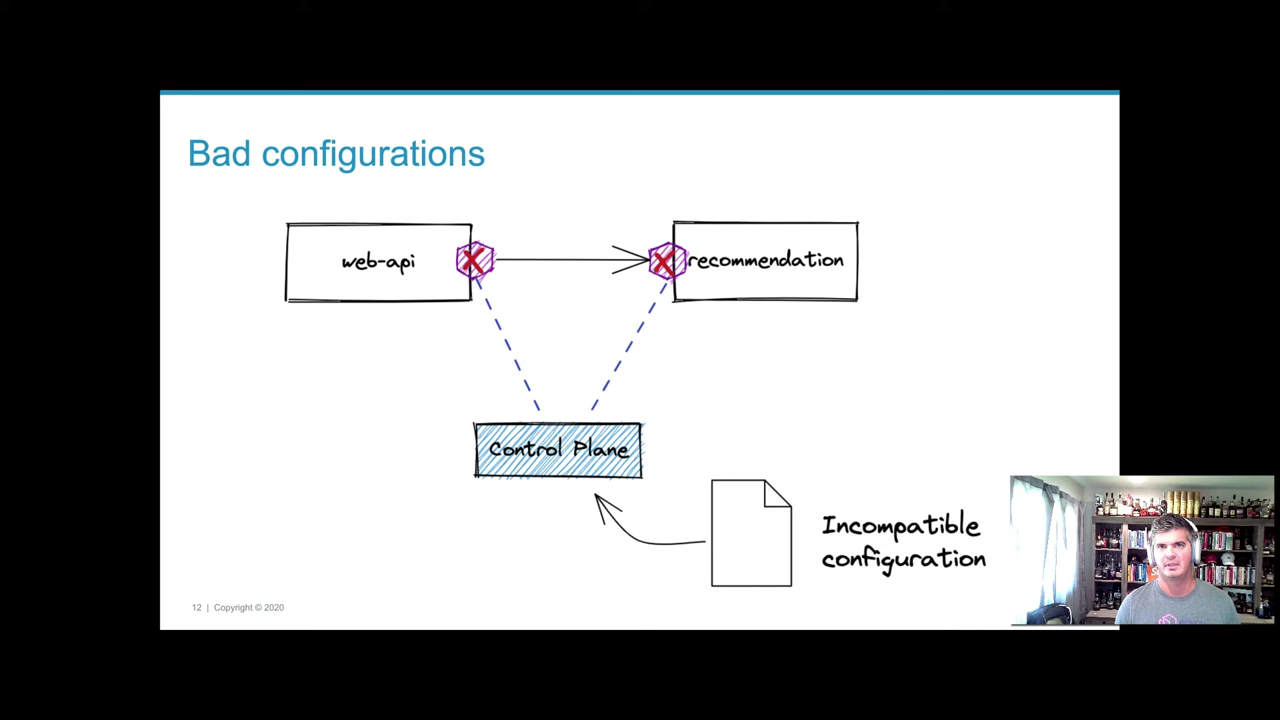 Bad configurations
web-api
recommendation
Control Plane
Incompatible
configuration
12 | Copyright © 2020